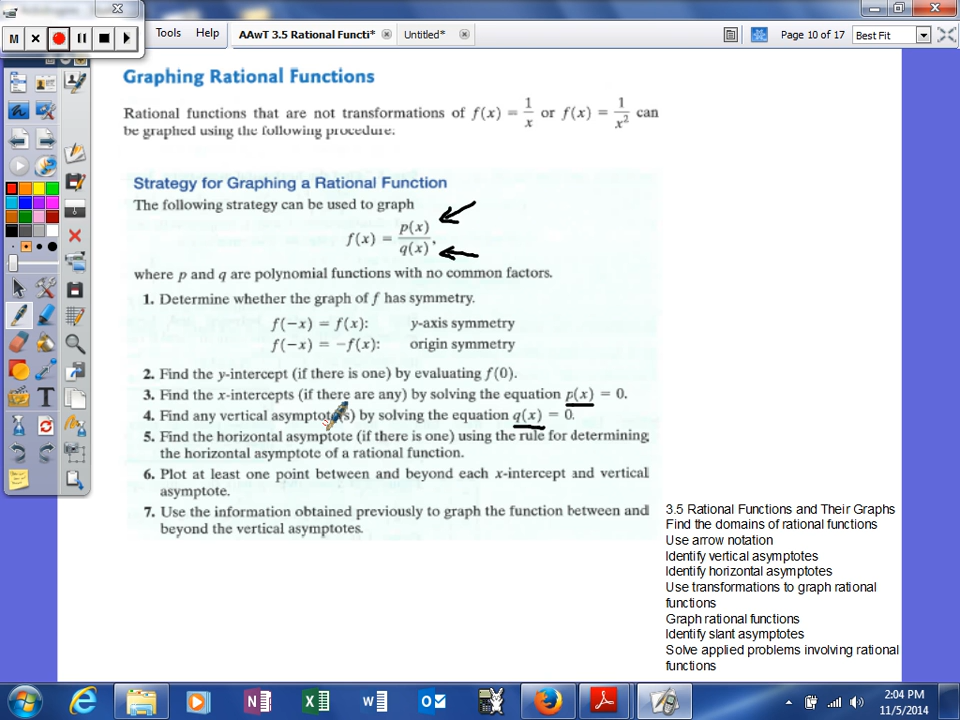 M
Tools Help AAwT 3.5 Rational Functi* Untitled* Page 10 of 17 Best Fit
Graphing Rational Functions
Rational functions that are not transformations of f(x) = 1/x or f(x) = 1/x² can
be graphed using the following procedure.
Strategy for Graphing a Rational Function
The following strategy can be used to graph
f(x) = p(x)/q(x),
where p and q are polynomial functions with no common factors.
1. Determine whether the graph of f has symmetry.
f(−x) = f(x): y-axis symmetry
f(−x) = −f(x): origin symmetry
2. Find the y-intercept (if there is one) by evaluating f(0).
3. Find the x-intercepts (if there are any) by solving the equation p(x) = 0.
4. Find any vertical asymptote(s) by solving the equation q(x) = 0.
5. Find the horizontal asymptote (if there is one) using the rule for determining
the horizontal asymptote of a rational function.
6. Plot at least one point between and beyond each x-intercept and vertical
asymptote.
7. Use the information obtained previously to graph the function between and
beyond the vertical asymptotes.
3.5 Rational Functions and Their Graphs
Find the domains of rational functions
Use arrow notation
Identify vertical asymptotes
Identify horizontal asymptotes
Use transformations to graph rational
functions
Graph rational functions
Identify slant asymptotes
Solve applied problems involving rational
functions
2:04 PM
11/5/2014